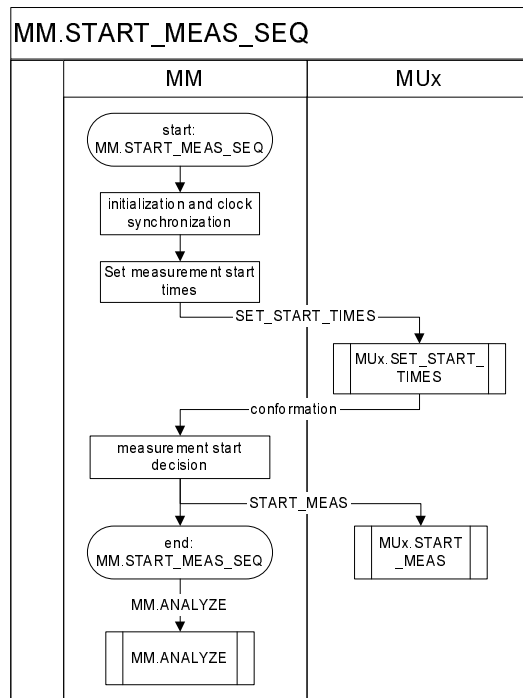 MM.START_MEAS_SEQ
MM
MUx
start:
MM.START_MEAS_SEQ
initialization and clock
synchronization
Set measurement start
times
SET_START_TIMES
MUx.SET_START_
TIMES
conformation
measurement start
decision
START_MEAS
end:
MM.START_MEAS_SEQ
MUx.START
_MEAS
MM.ANALYZE
MM.ANALYZE